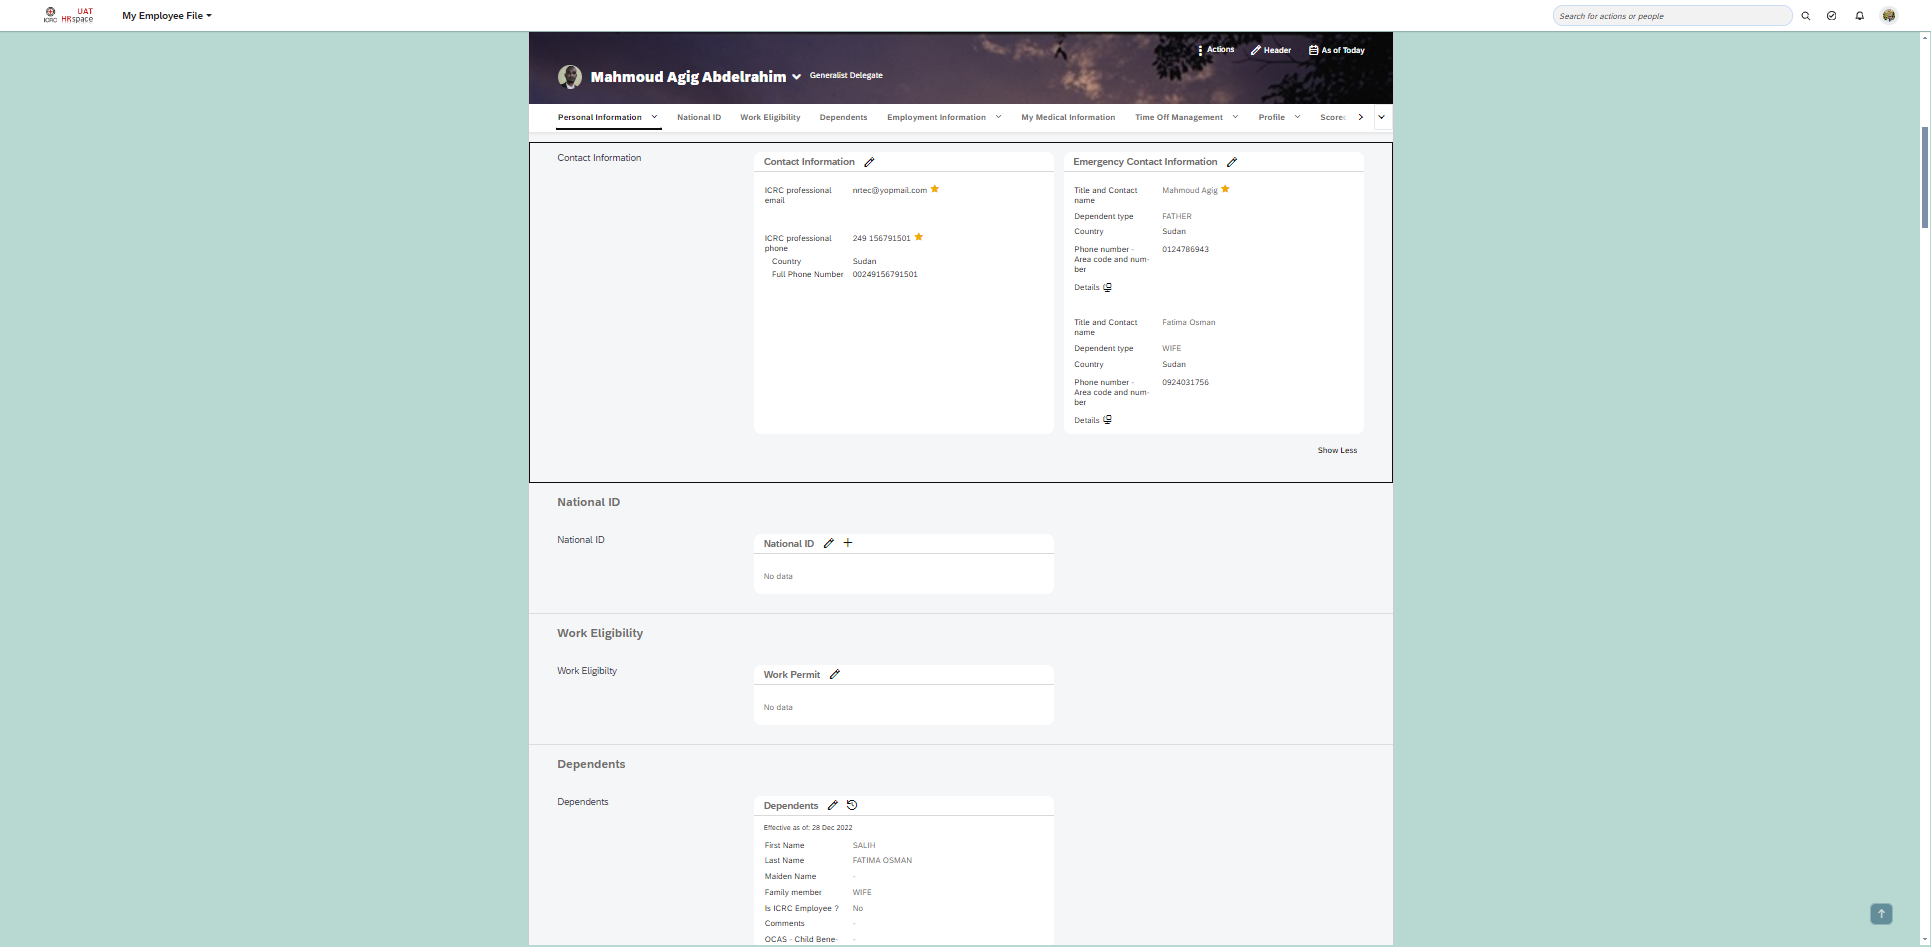 ICRC
UAT
HRspace
My Employee File
Search for actions or people
Actions
Header
As of Today
Mahmoud Agig Abdelrahim
Generalist Delegate
Personal Information
National ID
Work Eligibility
Dependents
Employment Information
My Medical Information
Time Off Management
Profile
Scorec
Contact Information
Contact Information
ICRC professional
email
nrtec@yopmail.com
ICRC professional
phone
249 156791501
Country
Sudan
Full Phone Number
00249156791501
Emergency Contact Information
Title and Contact
name
Mahmoud Agig
Dependent type
FATHER
Country
Sudan
Phone number -
Area code and num-
ber
0124786943
Details
Title and Contact
name
Fatima Osman
Dependent type
WIFE
Country
Sudan
Phone number -
Area code and num-
ber
0924031756
Details
Show Less
National ID
National ID
National ID
No data
Work Eligibility
Work Eligibilty
Work Permit
No data
Dependents
Dependents
Dependents
Effective as of: 28 Dec 2022
First Name
SALIH
Last Name
FATIMA OSMAN
Maiden Name
-
Family member
WIFE
Is ICRC Employee ?
No
Comments
-
OCAS - Child Bene-
-